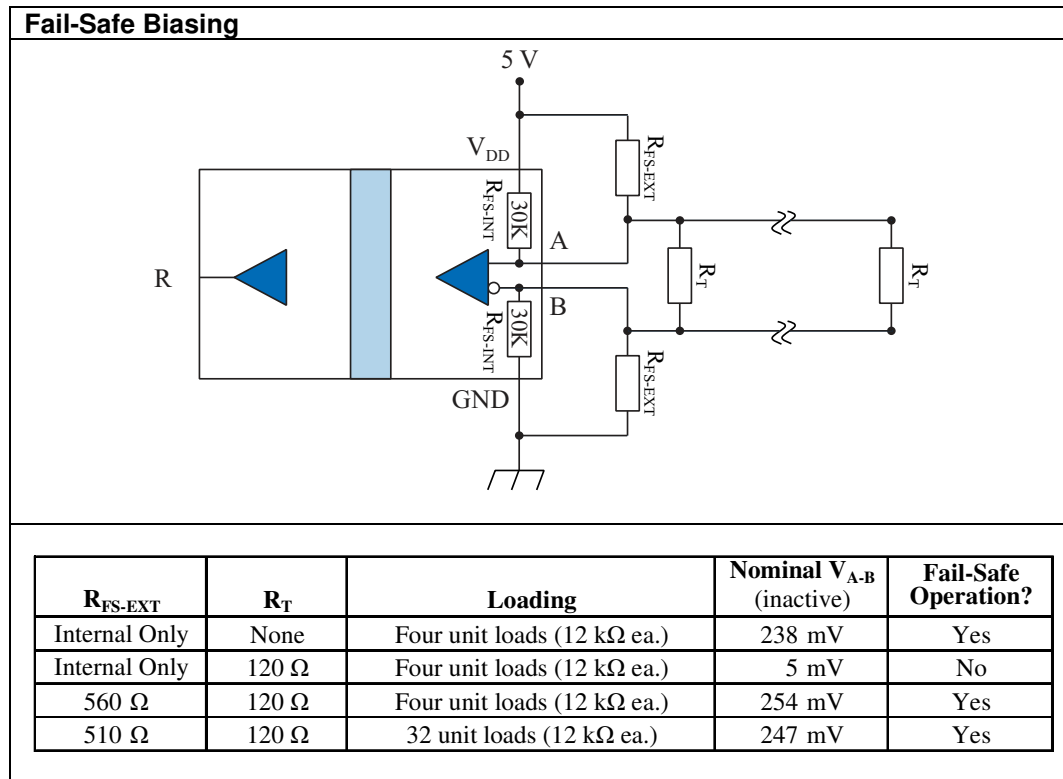 Fail-Safe Biasing
5 V
V_DD
R_FS-EXT
R_FS-INT
30K
A
R
R_T
R_T
B
30K
R_FS-INT
R_FS-EXT
GND
R_FS-EXT R_T Loading Nominal V_A-B (inactive) Fail-Safe Operation?
Internal Only None Four unit loads (12 kΩ ea.) 238 mV Yes
Internal Only 120 Ω Four unit loads (12 kΩ ea.) 5 mV No
560 Ω 120 Ω Four unit loads (12 kΩ ea.) 254 mV Yes
510 Ω 120 Ω 32 unit loads (12 kΩ ea.) 247 mV Yes